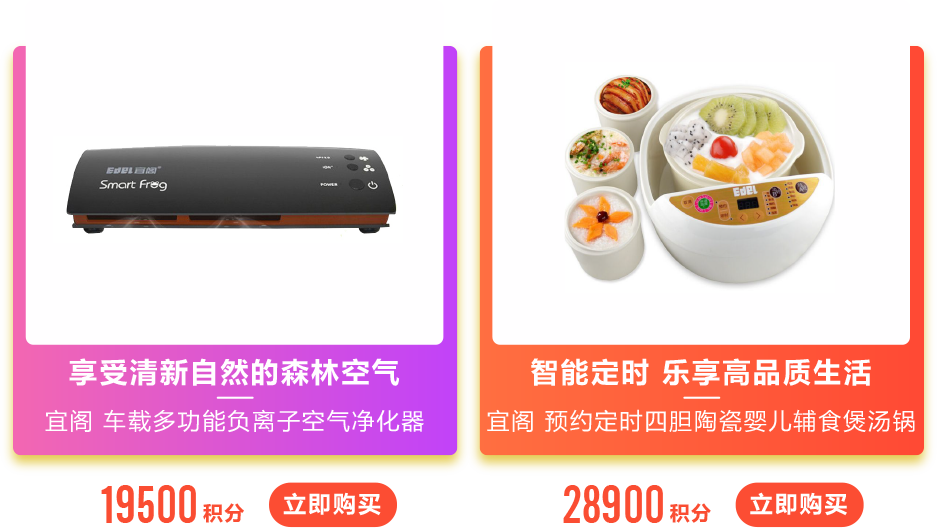 Edei 宜阁
Smart Frog
POWER
享受清新自然的森林空气
宜阁 车载多功能负离子空气净化器
19500 积分
立即购买
智能定时 乐享高品质生活
宜阁 预约定时四胆陶瓷婴儿辅食煲汤锅
28900 积分
立即购买